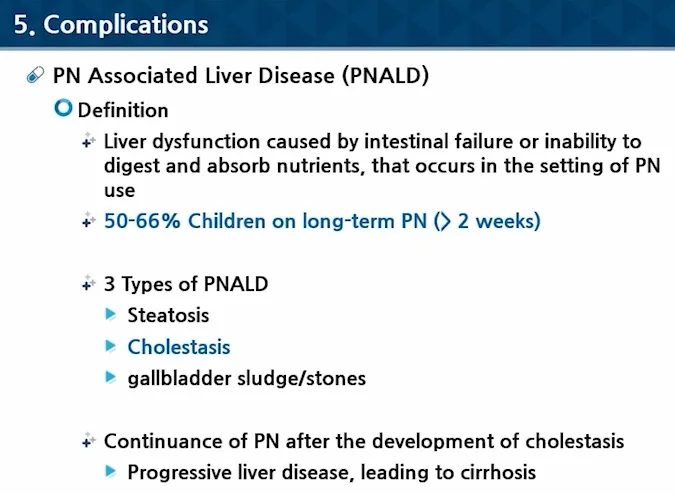 5. Complications
PN Associated Liver Disease (PNALD)
Definition
Liver dysfunction caused by intestinal failure or inability to
digest and absorb nutrients, that occurs in the setting of PN
use
50-66% Children on long-term PN (> 2 weeks)
3 Types of PNALD
Steatosis
Cholestasis
gallbladder sludge/stones
Continuance of PN after the development of cholestasis
Progressive liver disease, leading to cirrhosis